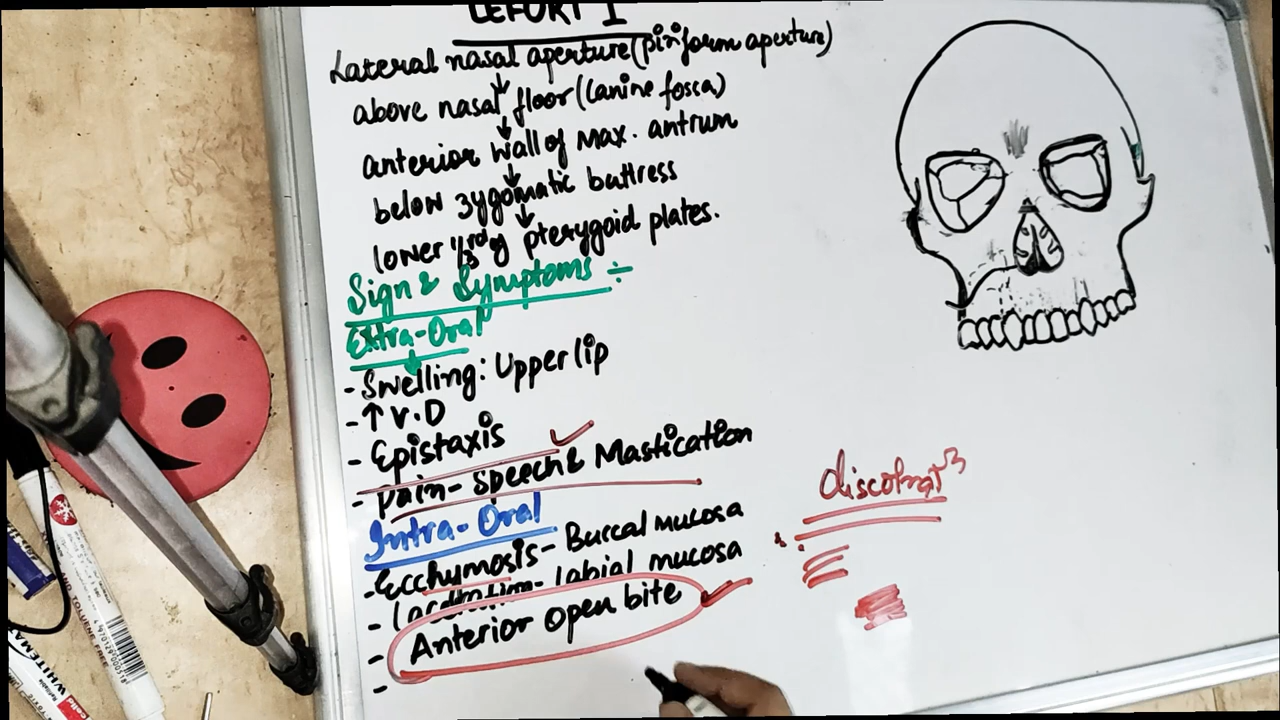 LEFORT I
Lateral nasal aperture (piriform aperture)
above nasal floor (canine fossa)
anterior wall of Max. antrum
below zygomatic buttress
lower 1/3rd of pterygoid plates.
Sign & Symptoms ÷
Extra-Oral
- Swelling: Upper lip
- ↑ V.D
- Epistaxis
- Pain - Speech & Mastication
Intra-Oral
- Ecchymosis - Buccal mucosa
- Laceration - Labial mucosa
- Anterior open bite
-
WHITEMA
cello